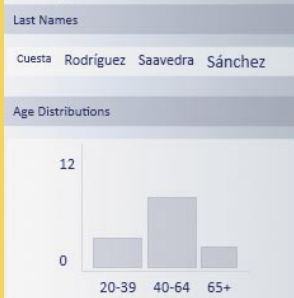 Last Names
Cuesta Rodríguez Saavedra Sánchez
Age Distributions
12
0
20-39 40-64 65+